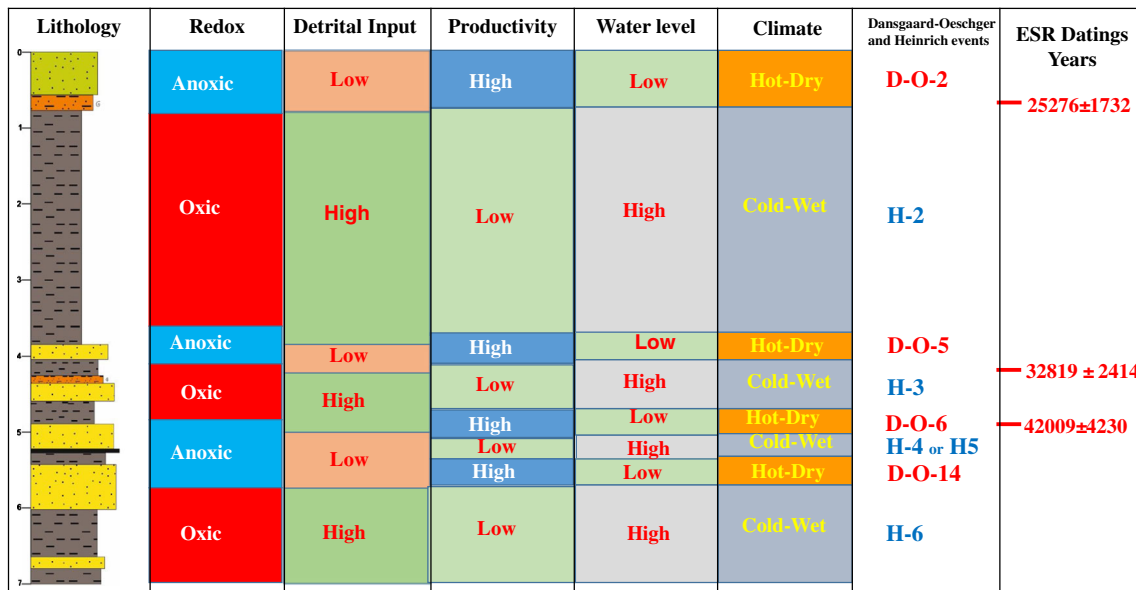 Lithology
Redox
Detrital Input
Productivity
Water level
Climate
Dansgaard-Oeschger
and Heinrich events
ESR Datings
Years
0
Anoxic
Low
High
Low
Hot-Dry
D-O-2
G
25276±1732
1
2
Oxic
High
Low
High
Cold-Wet
H-2
3
Anoxic
Low
High
Low
Hot-Dry
D-O-5
4
32819 ± 2414
Oxic
High
Low
High
Cold-Wet
H-3
High
Low
Hot-Dry
D-O-6
42009±4230
5
Anoxic
Low
Low
High
Cold-Wet
H-4 or H5
High
Low
Hot-Dry
D-O-14
6
Oxic
High
Low
High
Cold-Wet
H-6
7